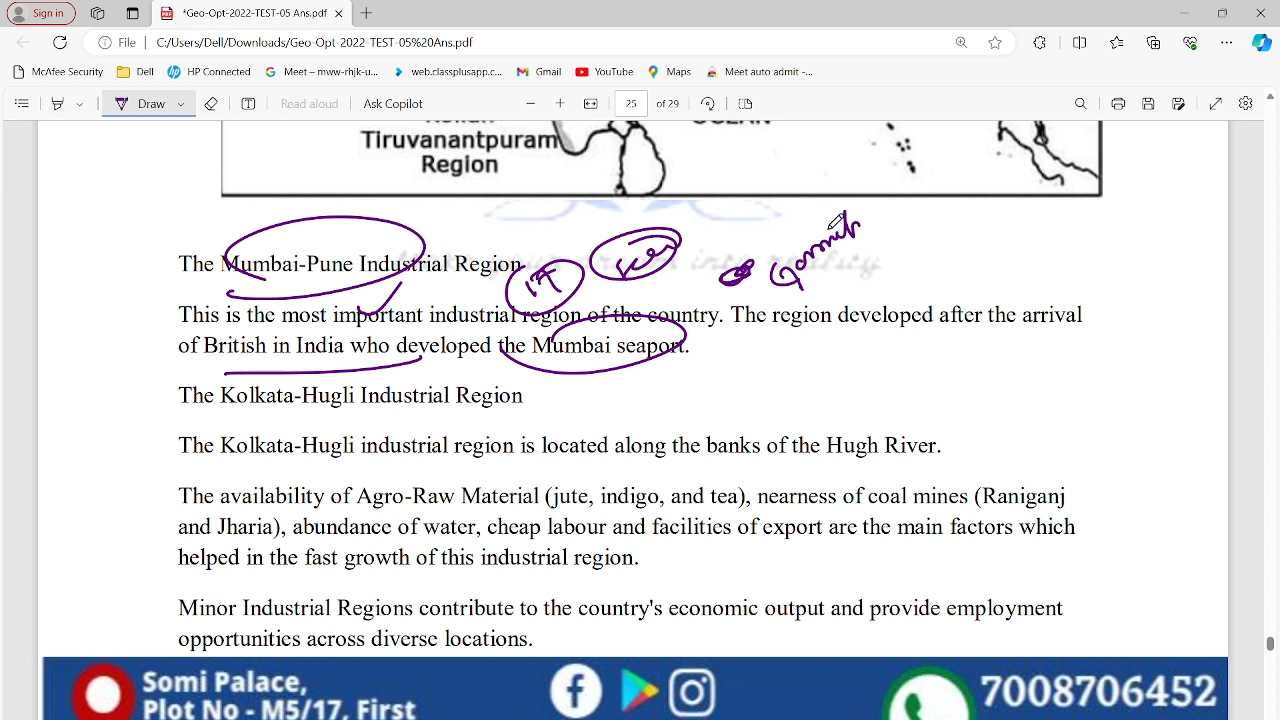 Sign in
*Geo-Opt-2022-TEST-05 Ans.pdf
File C:/Users/Dell/Downloads/Geo-Opt-2022-TEST-05%20Ans.pdf
McAfee Security Dell HP Connected Meet – mvw-rhjk-u... web.classplusapp.c... Gmail YouTube Maps Meet auto admit -...
Draw Read aloud Ask Copilot 25 of 29
Tiruvanantpuram
Region
The Mumbai-Pune Industrial Region
IT
This is the most important industrial region of the country. The region developed after the arrival
of British in India who developed the Mumbai seaport.
The Kolkata-Hugli Industrial Region
The Kolkata-Hugli industrial region is located along the banks of the Hugh River.
The availability of Agro-Raw Material (jute, indigo, and tea), nearness of coal mines (Raniganj
and Jharia), abundance of water, cheap labour and facilities of export are the main factors which
helped in the fast growth of this industrial region.
Minor Industrial Regions contribute to the country's economic output and provide employment
opportunities across diverse locations.
Somi Palace,
Plot No - M5/17, First
7008706452